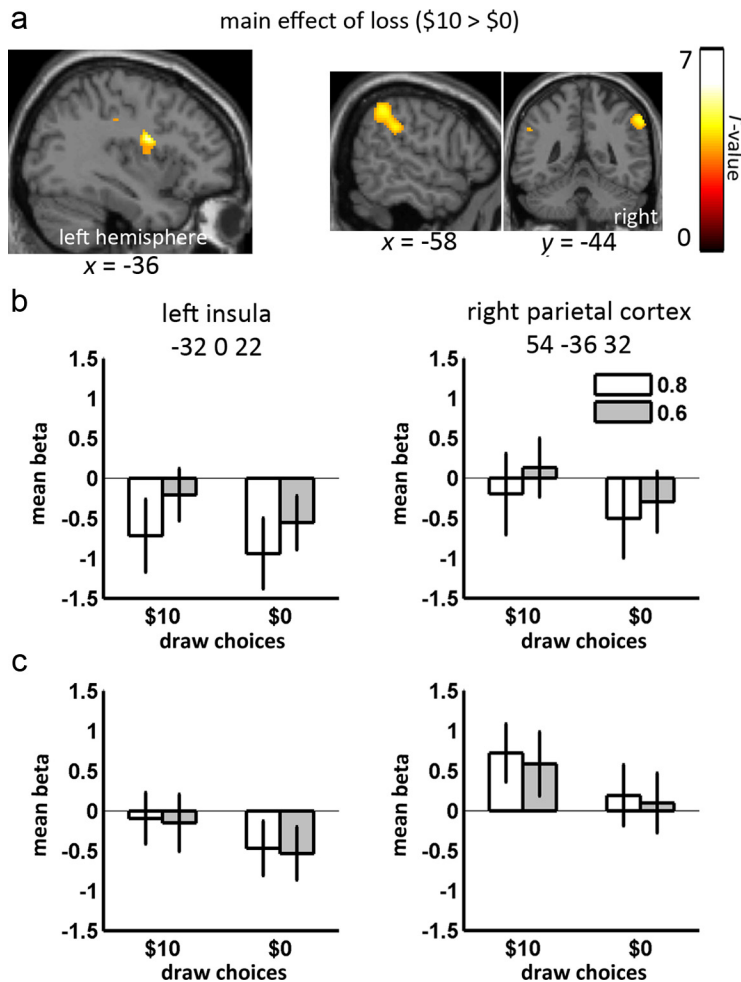 a
main effect of loss ($10 > $0)
7
T-value
0
left hemisphere
x = -36
x = -58
right
y = -44
b
left insula
-32 0 22
right parietal cortex
54 -36 32
mean beta
1.5
1
0.5
0
-0.5
-1
-1.5
$10
$0
draw choices
mean beta
1.5
1
0.5
0
-0.5
-1
-1.5
0.8
0.6
$10
$0
draw choices
c
mean beta
1.5
1
0.5
0
-0.5
-1
-1.5
$10
$0
draw choices
mean beta
1.5
1
0.5
0
-0.5
-1
-1.5
$10
$0
draw choices